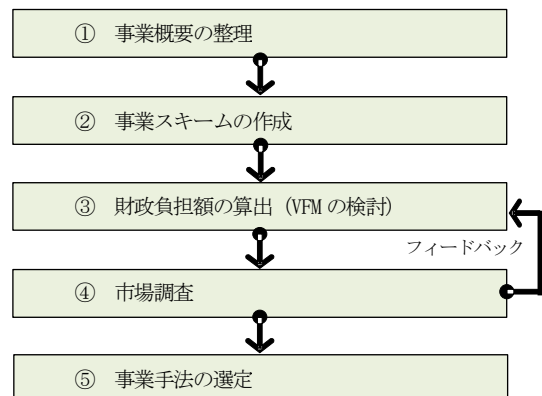 ① 事業概要の整理
② 事業スキームの作成
③ 財政負担額の算出（VFM の検討）
フィードバック
④ 市場調査
⑤ 事業手法の選定